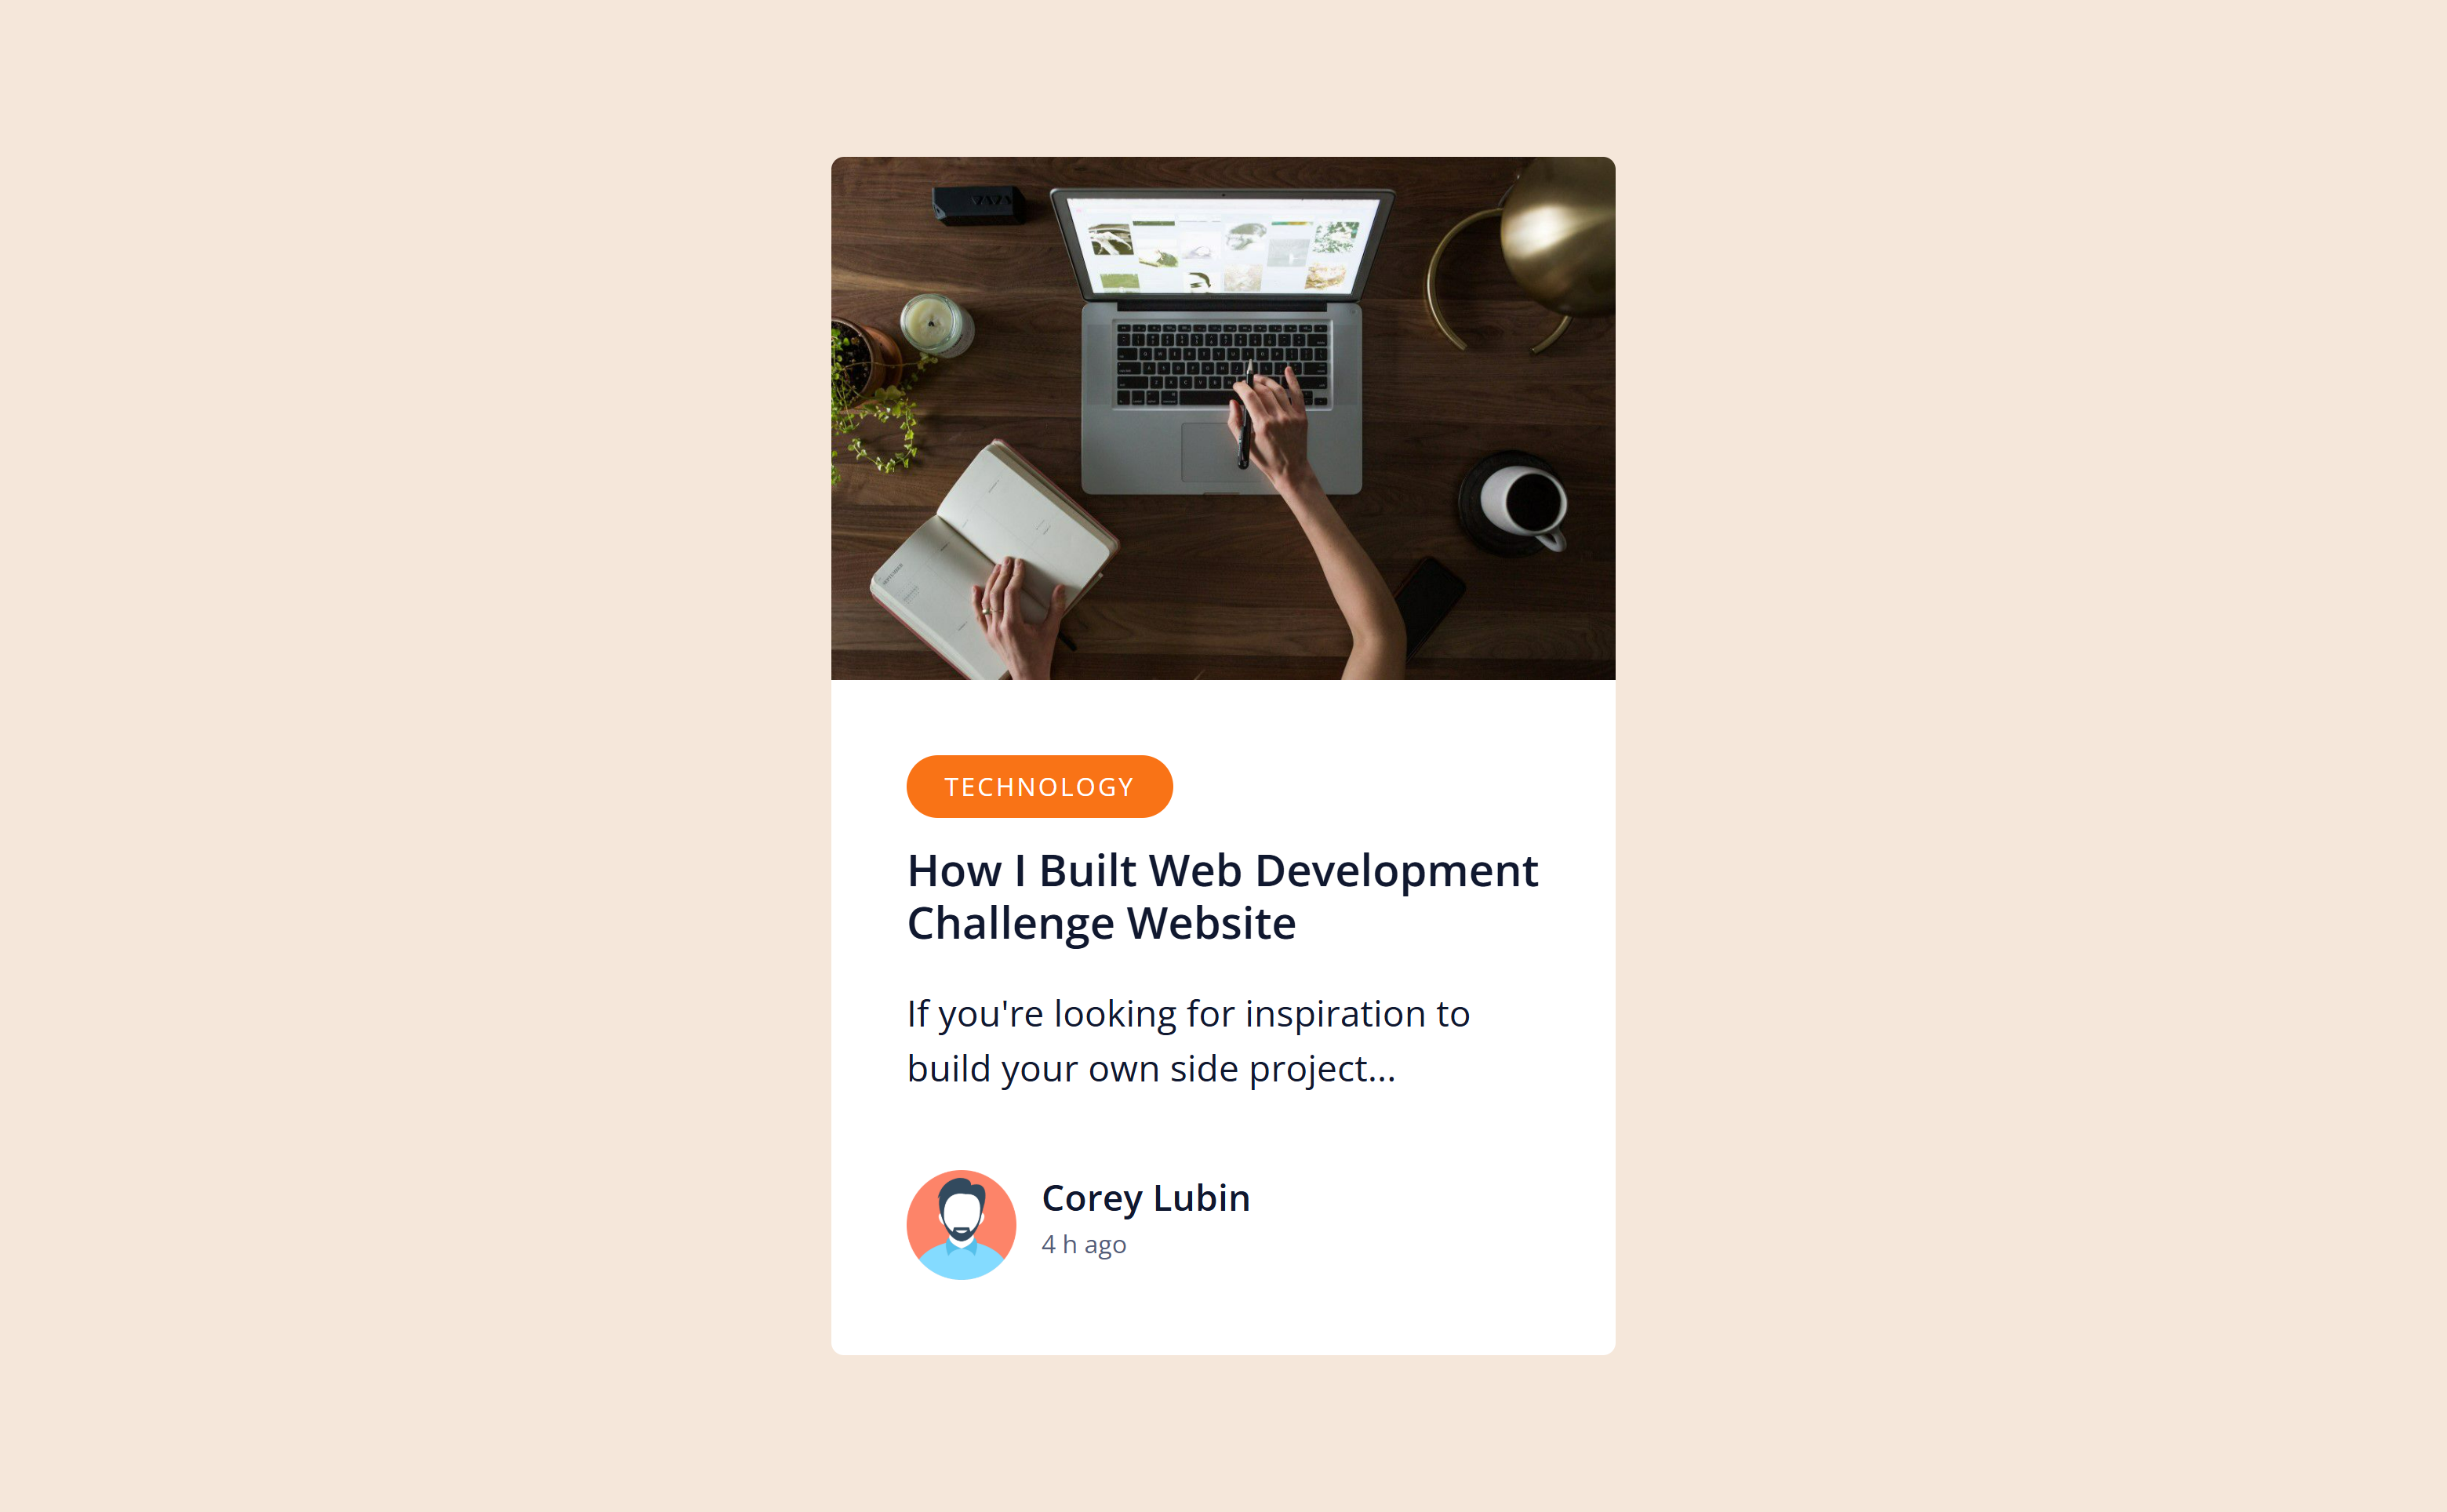 TECHNOLOGY
How I Built Web Development
Challenge Website
If you're looking for inspiration to
build your own side project...
Corey Lubin
4 h ago